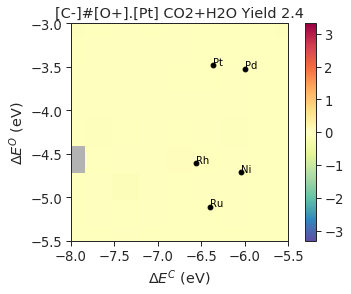 [C-]#[O+].[Pt] CO2+H2O Yield 2.4
−3.0
−3.5
−4.0
−4.5
−5.0
−5.5
ΔE^O (eV)
Pt
Pd
Rh
Ni
Ru
−8.0 −7.5 −7.0 −6.5 −6.0 −5.5
ΔE^C (eV)
3
2
1
0
−1
−2
−3